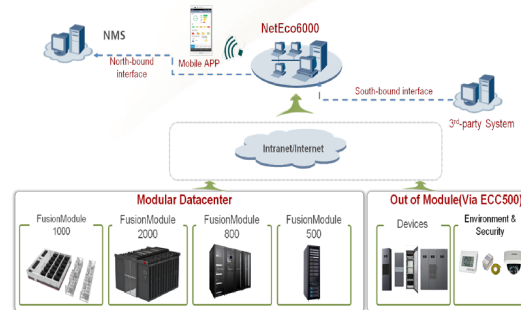 NMS
North-bound
interface
Mobile APP
NetEco6000
South-bound interface
3rd-party System
Intranet/Internet
Modular Datacenter
FusionModule
1000
FusionModule
2000
FusionModule
800
FusionModule
500
Out of Module(Via ECC500)
Devices
Environment &
Security